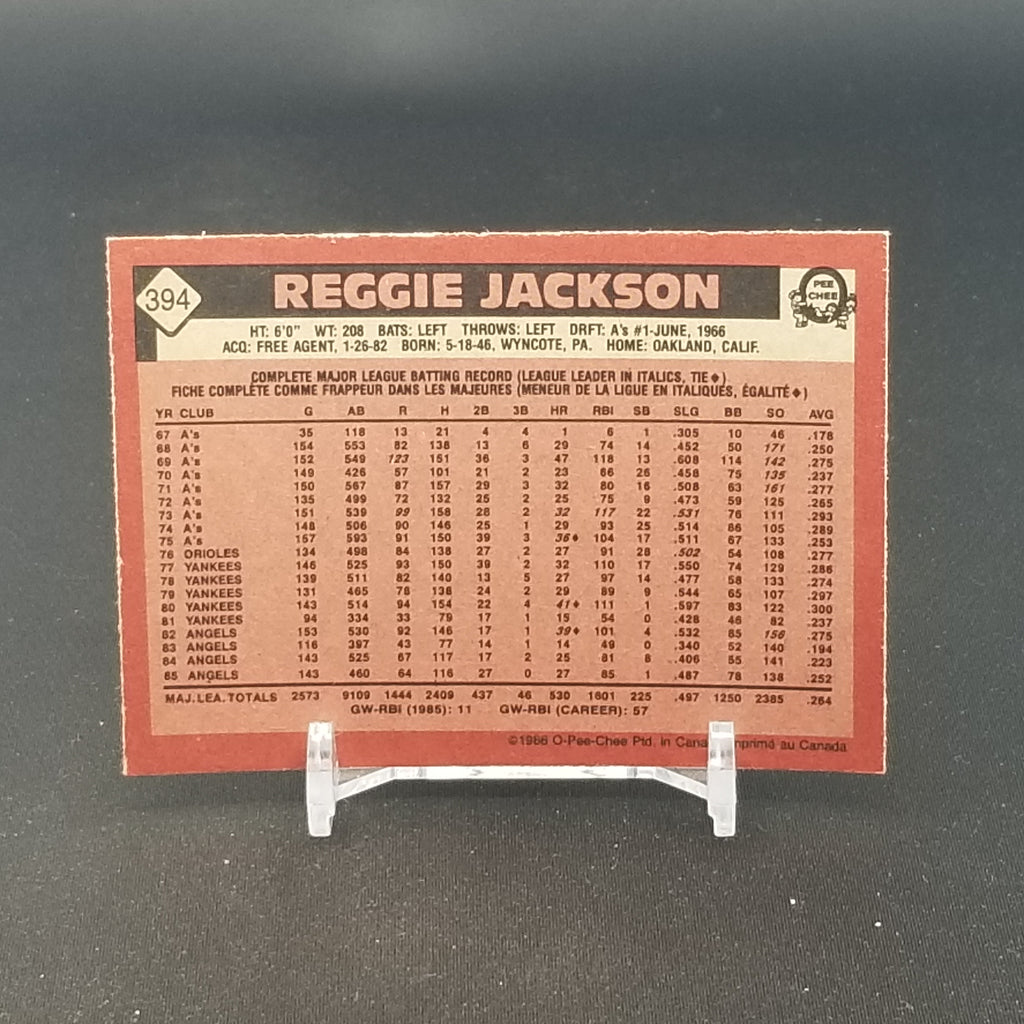 394
REGGIE JACKSON
PEE
CHEE
HT: 6'0" WT: 208 BATS: LEFT THROWS: LEFT DRFT: A's #1-JUNE, 1966
ACQ: FREE AGENT, 1-26-82 BORN: 5-18-46, WYNCOTE, PA. HOME: OAKLAND, CALIF.
COMPLETE MAJOR LEAGUE BATTING RECORD (LEAGUE LEADER IN ITALICS, TIE♦)
FICHE COMPLÈTE COMME FRAPPEUR DANS LES MAJEURES (MENEUR DE LA LIGUE EN ITALIQUES, ÉGALITÉ♦)
YR CLUB G AB R H 2B 3B HR RBI SB SLG BB SO AVG
67 A's 35 118 13 21 4 4 1 6 1 .305 10 46 .178
68 A's 154 553 82 138 13 6 29 74 14 .452 50 171 .250
69 A's 152 549 123 151 36 3 47 118 13 .608 114 142 .275
70 A's 149 426 57 101 21 2 23 66 26 .458 75 135 .237
71 A's 150 567 87 157 29 3 32 80 16 .508 63 161 .277
72 A's 135 499 72 132 25 2 25 75 9 .473 59 125 .265
73 A's 151 539 99 158 28 2 32 117 22 .531 76 111 .293
74 A's 148 506 90 146 25 1 29 93 25 .514 86 105 .289
75 A's 157 593 91 150 39 3 36♦ 104 17 .511 67 133 .253
76 ORIOLES 134 498 84 138 27 2 27 91 28 .502 54 108 .277
77 YANKEES 146 525 93 150 39 2 32 110 17 .550 74 129 .286
78 YANKEES 139 511 82 140 13 5 27 97 14 .477 58 133 .274
79 YANKEES 131 465 78 138 24 2 29 89 9 .544 65 107 .297
80 YANKEES 143 514 94 154 22 4 41♦ 111 1 .597 83 122 .300
81 YANKEES 94 334 33 79 17 1 15 54 0 .428 46 82 .237
82 ANGELS 153 530 92 146 17 1 39♦ 101 4 .532 85 156 .275
83 ANGELS 116 397 43 77 14 1 14 49 0 .340 52 140 .194
84 ANGELS 143 525 67 117 17 2 25 81 8 .406 55 141 .223
85 ANGELS 143 460 64 116 27 0 27 85 1 .487 78 138 .252
MAJ. LEA. TOTALS 2573 9109 1444 2409 437 46 530 1601 225 .497 1250 2385 .264
GW-RBI (1985): 11 GW-RBI (CAREER): 57
©1986 O-Pee-Chee Ptd. in Cana nprimé au Canada